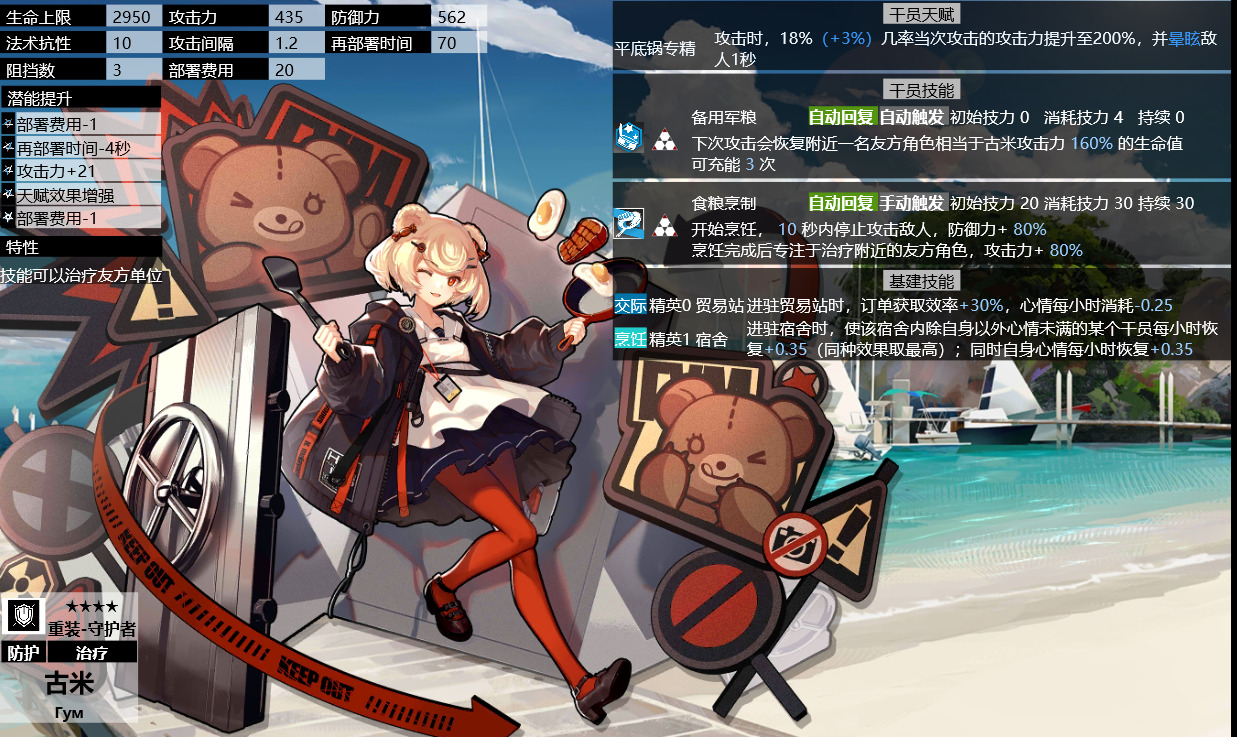 生命上限 2950 攻击力 435 防御力 562
法术抗性 10 攻击间隔 1.2 再部署时间 70
阻挡数 3 部署费用 20
潜能提升
部署费用-1
再部署时间-4秒
攻击力+21
天赋效果增强
部署费用-1
特性
技能可以治疗友方单位
干员天赋
平底锅专精 攻击时，18%（+3%）几率当次攻击的攻击力提升至200%，并晕眩敌
人1秒
干员技能
备用军粮 自动回复 自动触发 初始技力 0 消耗技力 4 持续 0
下次攻击会恢复附近一名友方角色相当于古米攻击力 160% 的生命值
可充能 3 次
食粮烹制 自动回复 手动触发 初始技力 20 消耗技力 30 持续 30
开始烹饪， 10 秒内停止攻击敌人，防御力+ 80%
烹饪完成后专注于治疗附近的友方角色，攻击力+ 80%
基建技能
交际 精英0 贸易站 进驻贸易站时，订单获取效率+30%，心情每小时消耗-0.25
烹饪 精英1 宿舍 进驻宿舍时，使该宿舍内除自身以外心情未满的某个干员每小时恢
复+0.35（同种效果取最高）；同时自身心情每小时恢复+0.35
KEEP OUT
KEEP OUT
★★★★
重装-守护者
防护 治疗
古米
Гум